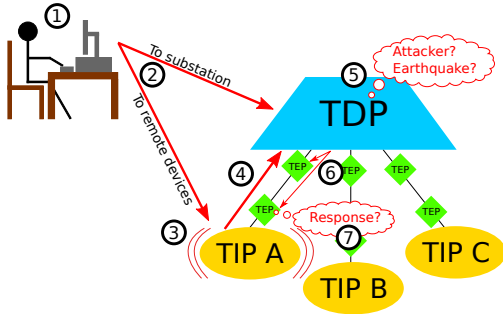 1
2
To substation
To remote devices
5
Attacker?
Earthquake?
TDP
4
6
TEP
TEP
TEP
TEP
TEP
3
Response?
7
TIP A
TIP B
TIP C